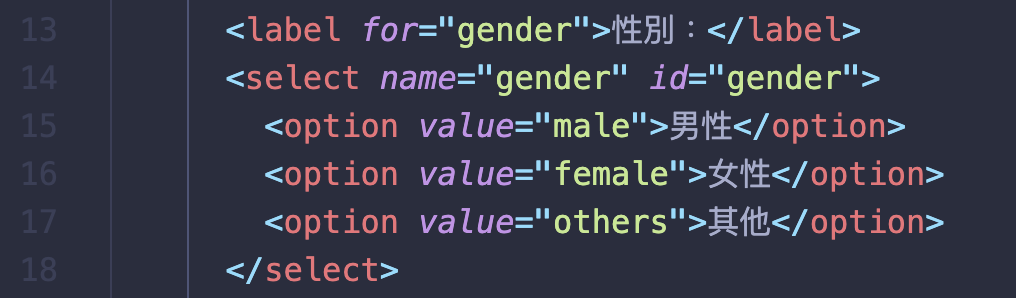 13 <label for="gender">性別：</label>
14 <select name="gender" id="gender">
15 <option value="male">男性</option>
16 <option value="female">女性</option>
17 <option value="others">其他</option>
18 </select>